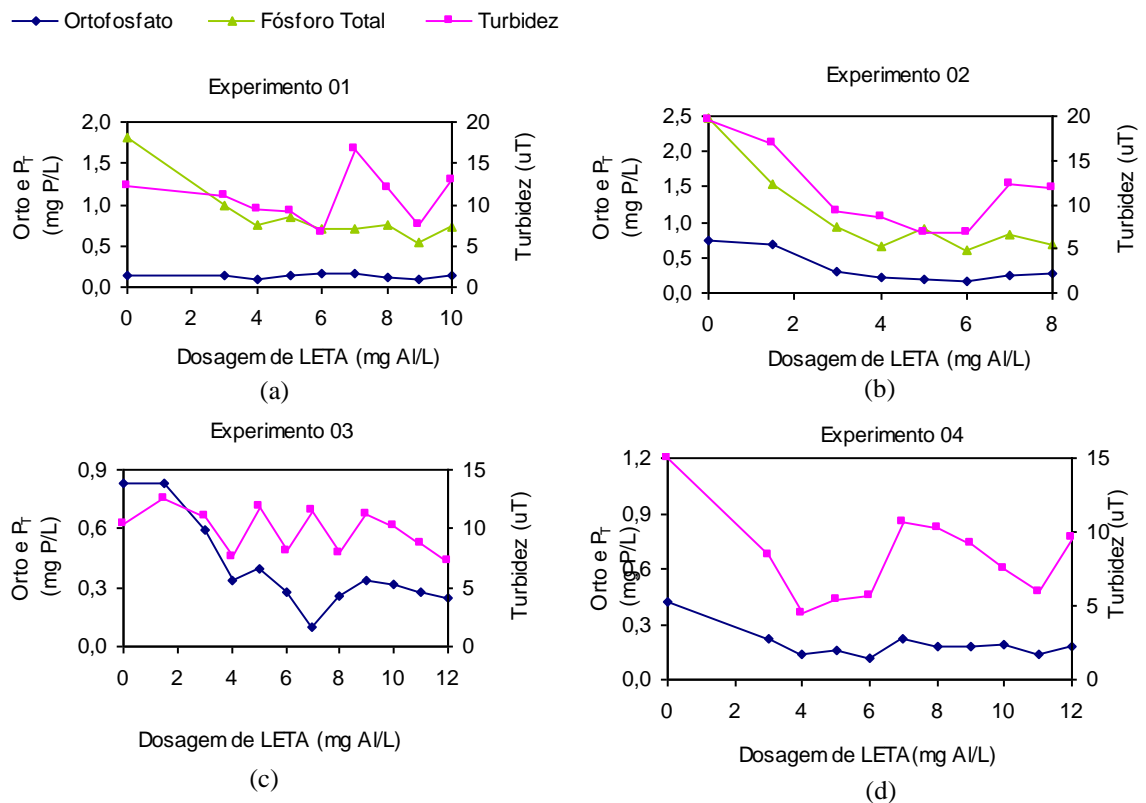 Ortofosfato Fósforo Total Turbidez
Experimento 01
Orto e PT
(mg P/L)
2,0
1,5
1,0
0,5
0,0
20
15
10
5
0
Turbidez (uT)
0 2 4 6 8 10
Dosagem de LETA (mg Al/L)
(a)
Experimento 02
Orto e PT
(mg P/L)
2,5
2,0
1,5
1,0
0,5
0,0
20
15
10
5
0
Turbidez (uT)
0 2 4 6 8
Dosagem de LETA (mg Al/L)
(b)
Experimento 03
Orto e PT
(mg P/L)
0,9
0,6
0,3
0,0
15
10
5
0
Turbidez (uT)
0 2 4 6 8 10 12
Dosagem de LETA (mg Al/L)
(c)
Experimento 04
Orto e PT
(mg P/L)
1,2
0,9
0,6
0,3
0,0
15
10
5
0
Turbidez (uT)
0 2 4 6 8 10 12
Dosagem de LETA(mg Al/L)
(d)